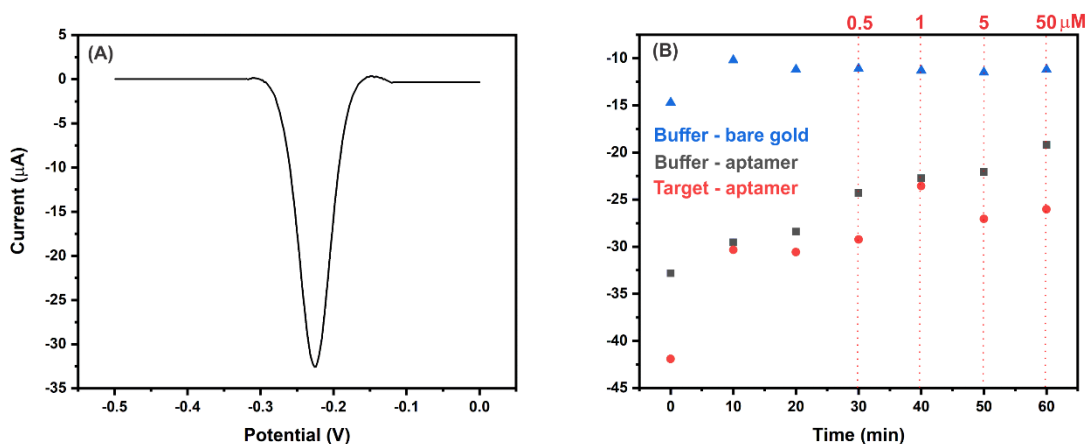 (A)
5
0
-5
-10
-15
-20
-25
-30
-35
Current (μA)
-0.5 -0.3 -0.2 -0.1 0.0
Potential (V)
0.5 1 5 50 μM
(B)
-10
-15
-20
-25
-30
-35
-40
-45
Buffer - bare gold
Buffer - aptamer
Target - aptamer
0 10 20 30 40 50 60
Time (min)